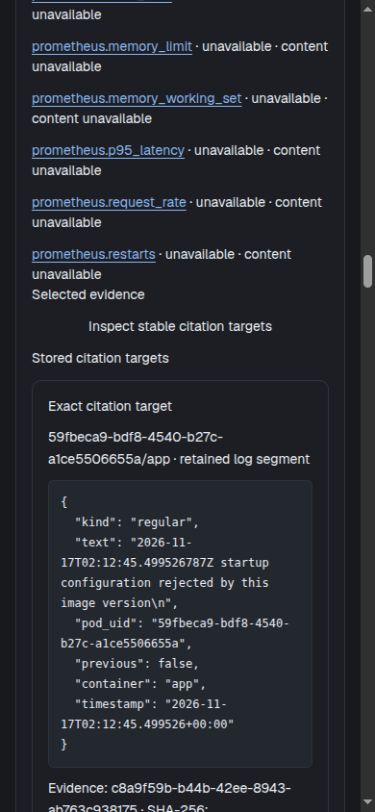 unavailable
prometheus.memory_limit · unavailable · content
unavailable
prometheus.memory_working_set · unavailable ·
content unavailable
prometheus.p95_latency · unavailable · content
unavailable
prometheus.request_rate · unavailable · content
unavailable
prometheus.restarts · unavailable · content
unavailable
Selected evidence
Inspect stable citation targets
Stored citation targets
Exact citation target
59fbeca9-bdf8-4540-b27c-
a1ce5506655a/app · retained log segment
{
"kind": "regular",
"text": "2026-11-
17T02:12:45.499526787Z startup
configuration rejected by this
image version\n",
"pod_uid": "59fbeca9-bdf8-4540-
b27c-a1ce5506655a",
"previous": false,
"container": "app",
"timestamp": "2026-11-
17T02:12:45.499526+00:00"
}
Evidence: c8a9f59b-b44b-42ee-8943-
ab763c938175 · SHA-256: